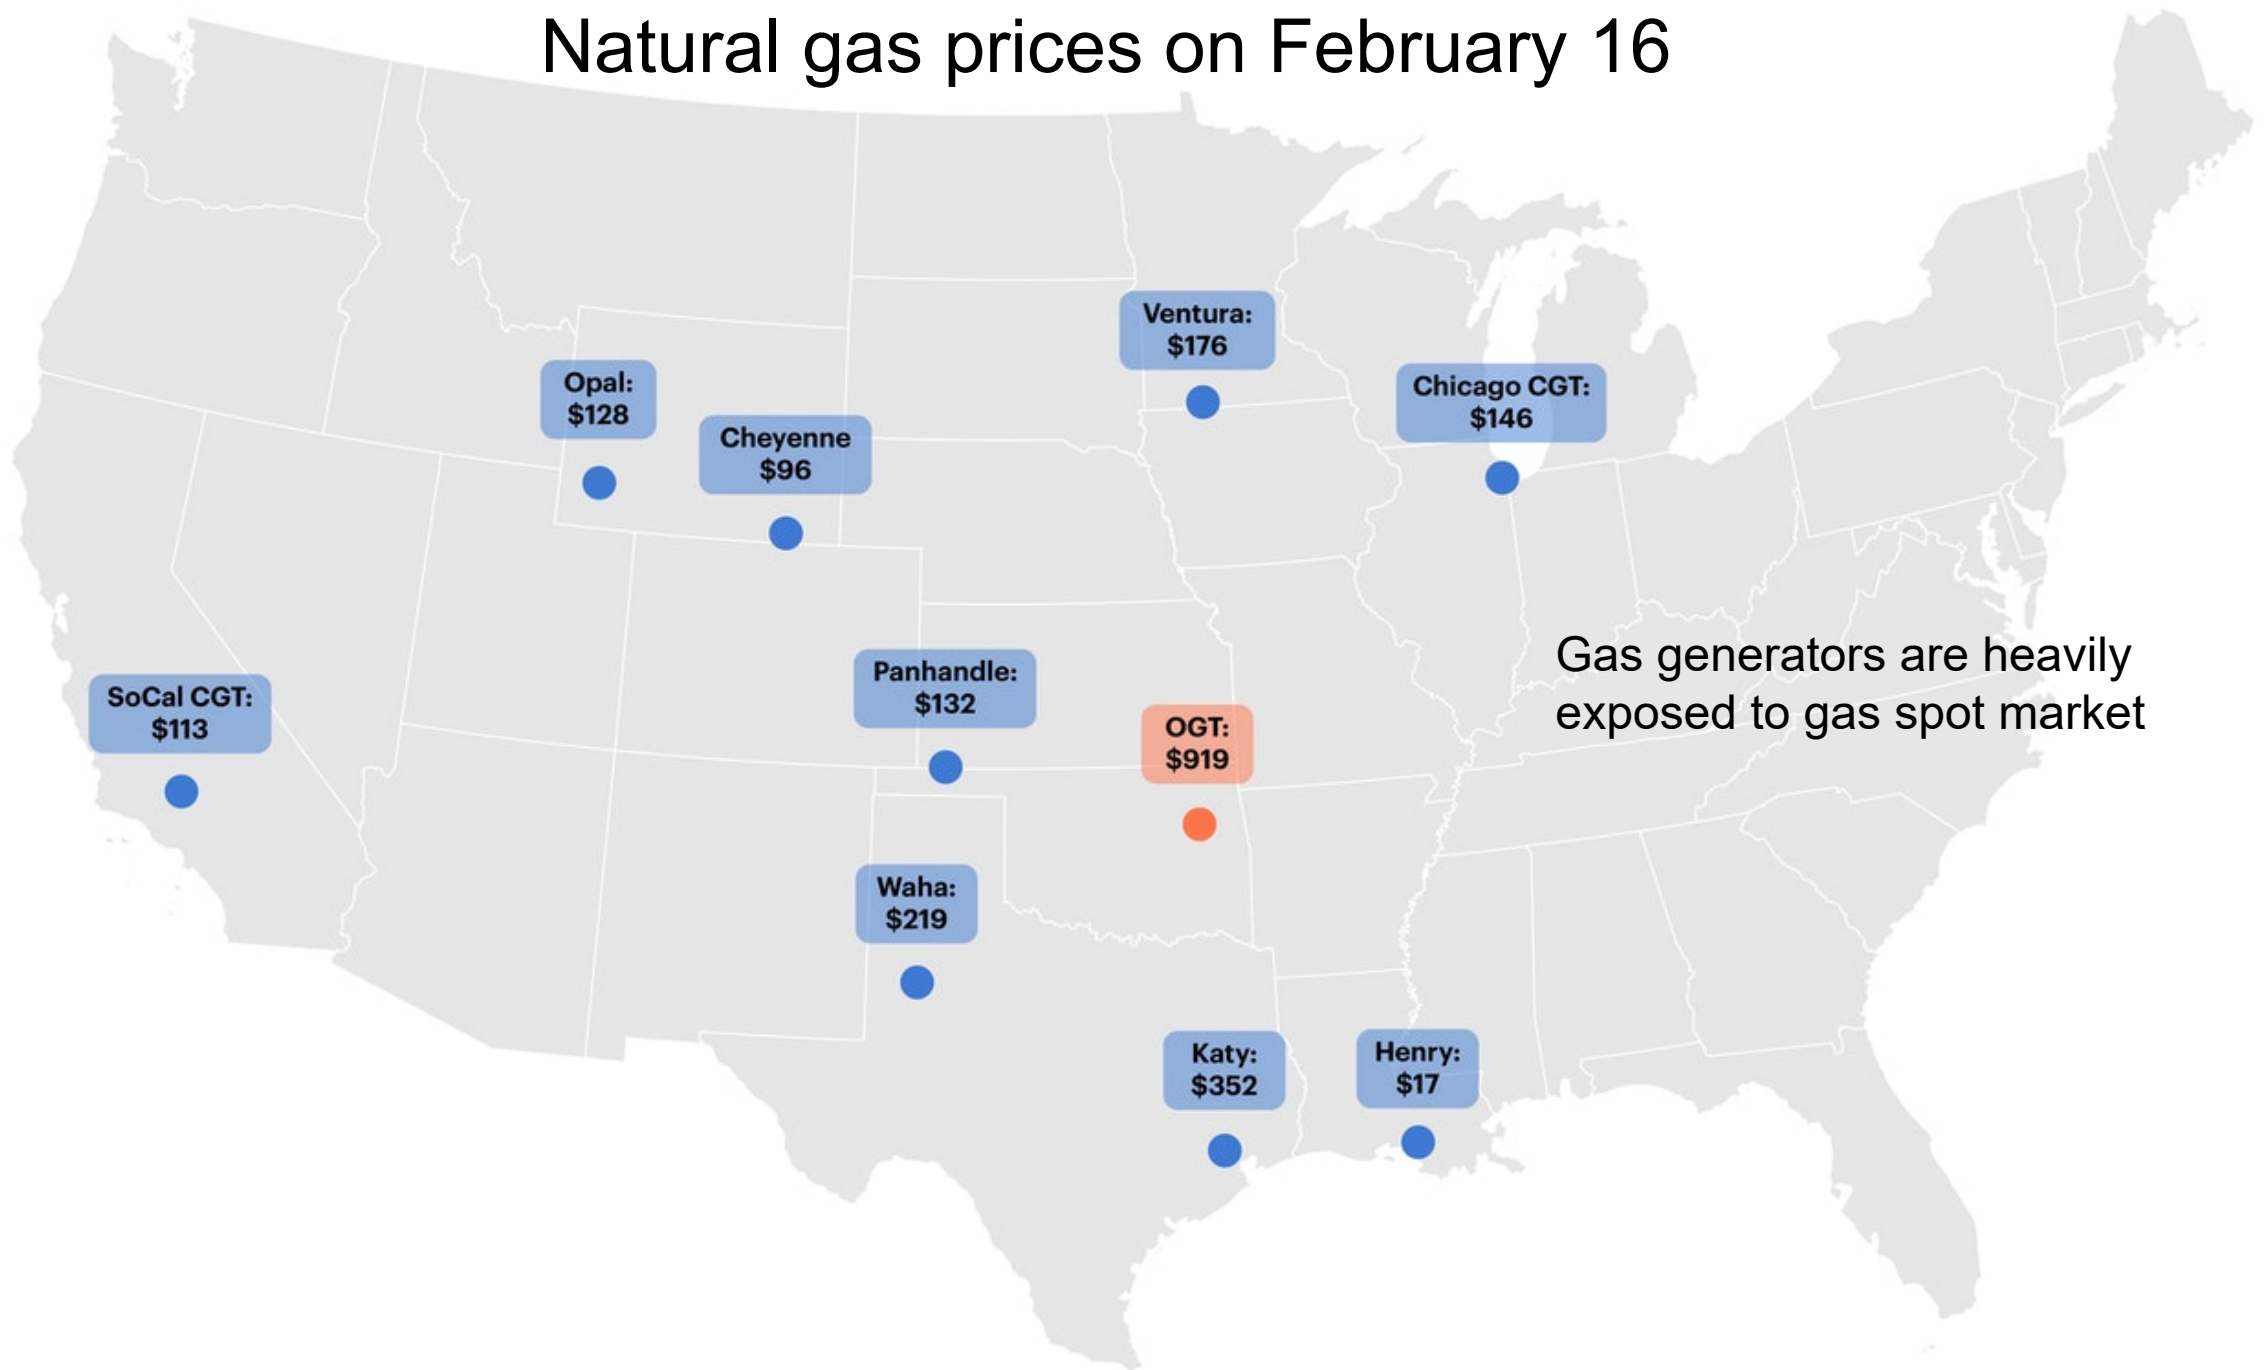 Natural gas prices on February 16
Ventura:
$176
Opal:
$128
Chicago CGT:
$146
Cheyenne
$96
Gas generators are heavily
exposed to gas spot market
Panhandle:
$132
SoCal CGT:
$113
OGT:
$919
Waha:
$219
Katy:
$352
Henry:
$17